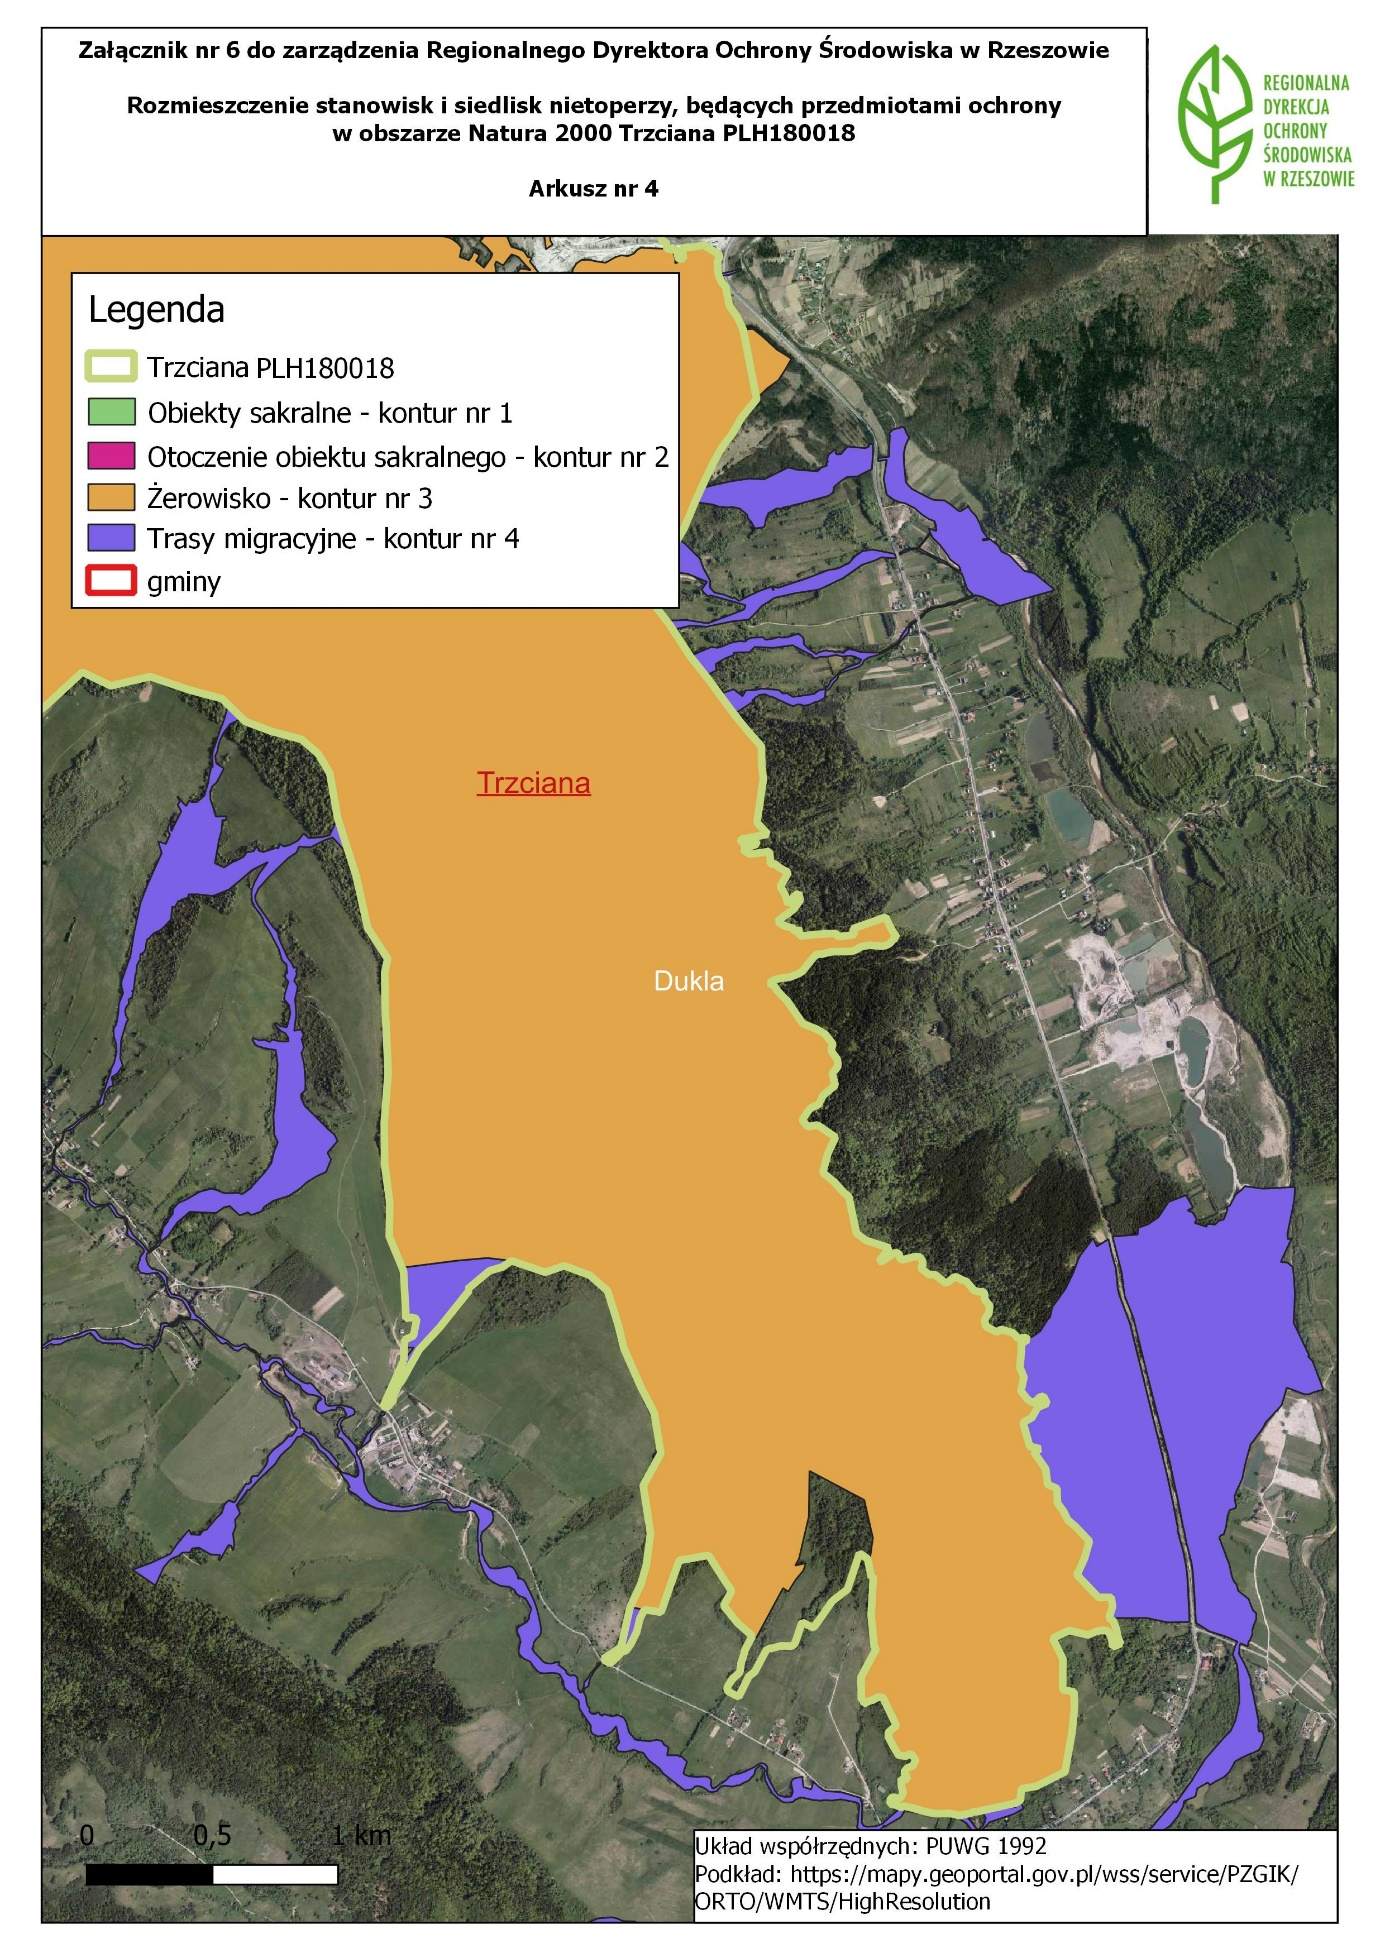 Załącznik nr 6 do zarządzenia Regionalnego Dyrektora Ochrony Środowiska w Rzeszowie
Rozmieszczenie stanowisk i siedlisk nietoperzy, będących przedmiotami ochrony
w obszarze Natura 2000 Trzciana PLH180018
Arkusz nr 4
REGIONALNA
DYREKCJA
OCHRONY
ŚRODOWISKA
W RZESZOWIE
Legenda
Trzciana PLH180018
Obiekty sakralne - kontur nr 1
Otoczenie obiektu sakralnego - kontur nr 2
Żerowisko - kontur nr 3
Trasy migracyjne - kontur nr 4
gminy
Trzciana
Dukla
0 0,5 1 km
Układ współrzędnych: PUWG 1992
Podkład: https://mapy.geoportal.gov.pl/wss/service/PZGIK/
ORTO/WMTS/HighResolution